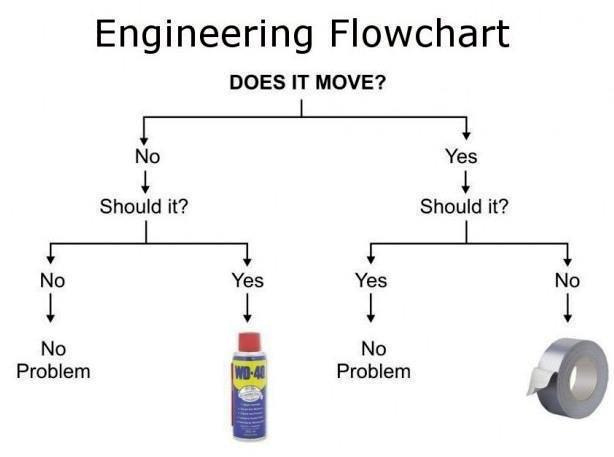 Engineering Flowchart
DOES IT MOVE?
No
Yes
Should it?
Should it?
No
Yes
Yes
No
No
Problem
WD-40
No
Problem